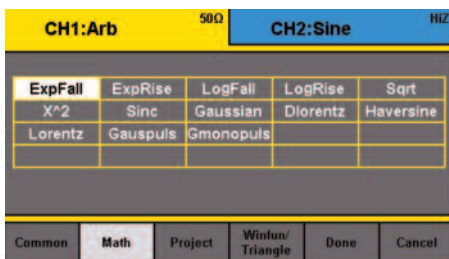 CH1:Arb 50Ω CH2:Sine HiZ
ExpFall ExpRise LogFall LogRise Sqrt
X^2 Sinc Gaussian Dlorentz Haversine
Lorentz Gauspuls Gmonopuls
Common Math Project Winfun/ Triangle Done Cancel